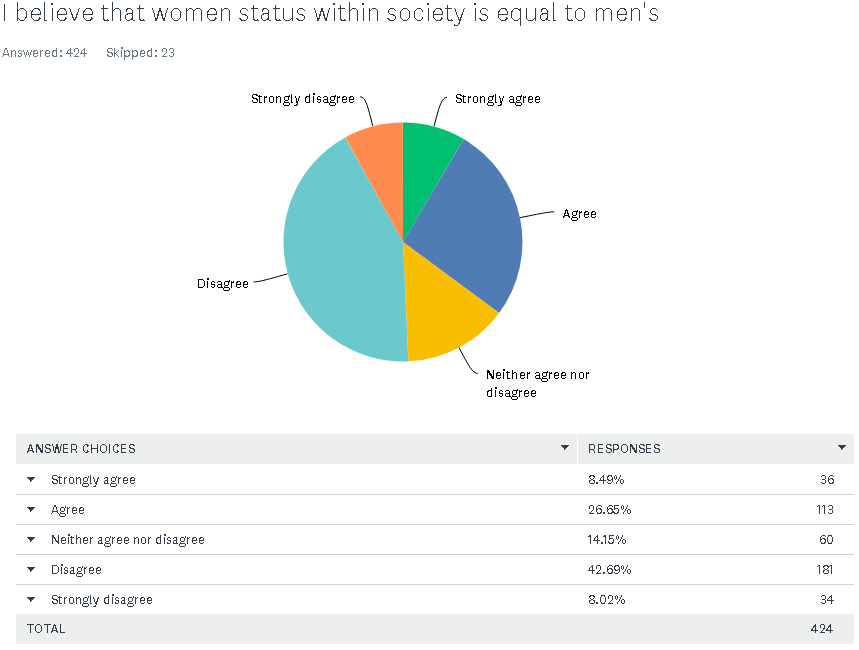 I believe that women status within society is equal to men's
Answered: 424 Skipped: 23
Strongly disagree
Strongly agree
Agree
Disagree
Neither agree nor
disagree
ANSWER CHOICES RESPONSES
Strongly agree 8.49% 36
Agree 26.65% 113
Neither agree nor disagree 14.15% 60
Disagree 42.69% 181
Strongly disagree 8.02% 34
TOTAL 424